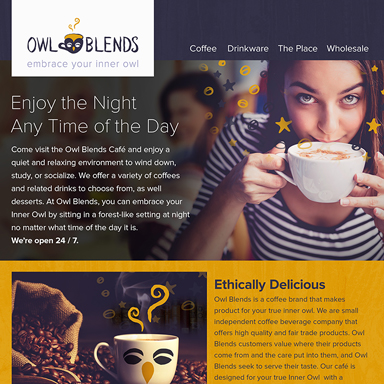 OWL BLENDS
embrace your inner owl
Coffee Drinkware The Place Wholesale
Enjoy the Night
Any Time of the Day
Come visit the Owl Blends Café and enjoy a
quiet and relaxing environment to wind down,
study, or socialize. We offer a variety of coffees
and related drinks to choose from, as well
desserts. At Owl Blends, you can embrace your
Inner Owl by sitting in a forest-like setting at night
no matter what time of the day it is.
We're open 24 / 7.
Ethically Delicious
Owl Blends is a coffee brand that makes
product for your true inner owl. We are small
independent coffee beverage company that
offers high quality and fair trade products. Owl
Blends customers value where their products
come from and the care put into them, and Owl
Blends seek to serve their taste. Our café is
designed for your true Inner Owl with a